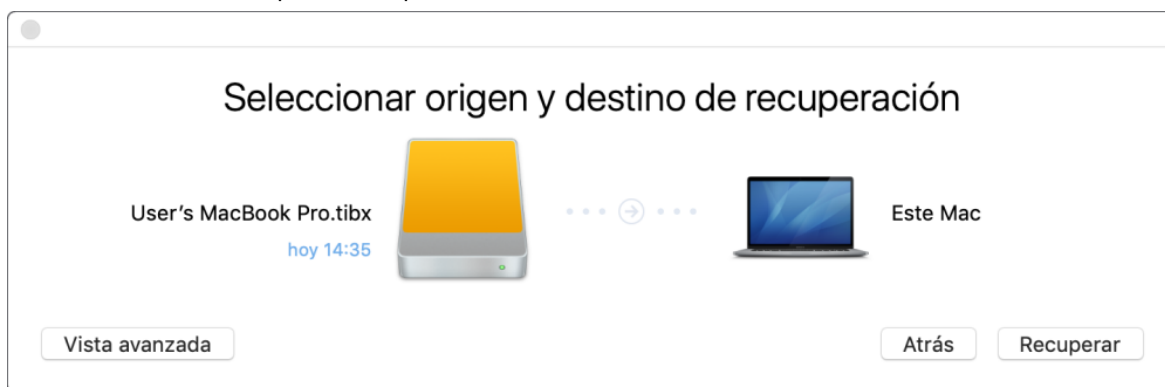 Seleccionar origen y destino de recuperación
User's MacBook Pro.tibx
hoy 14:35
Este Mac
Vista avanzada
Atrás
Recuperar